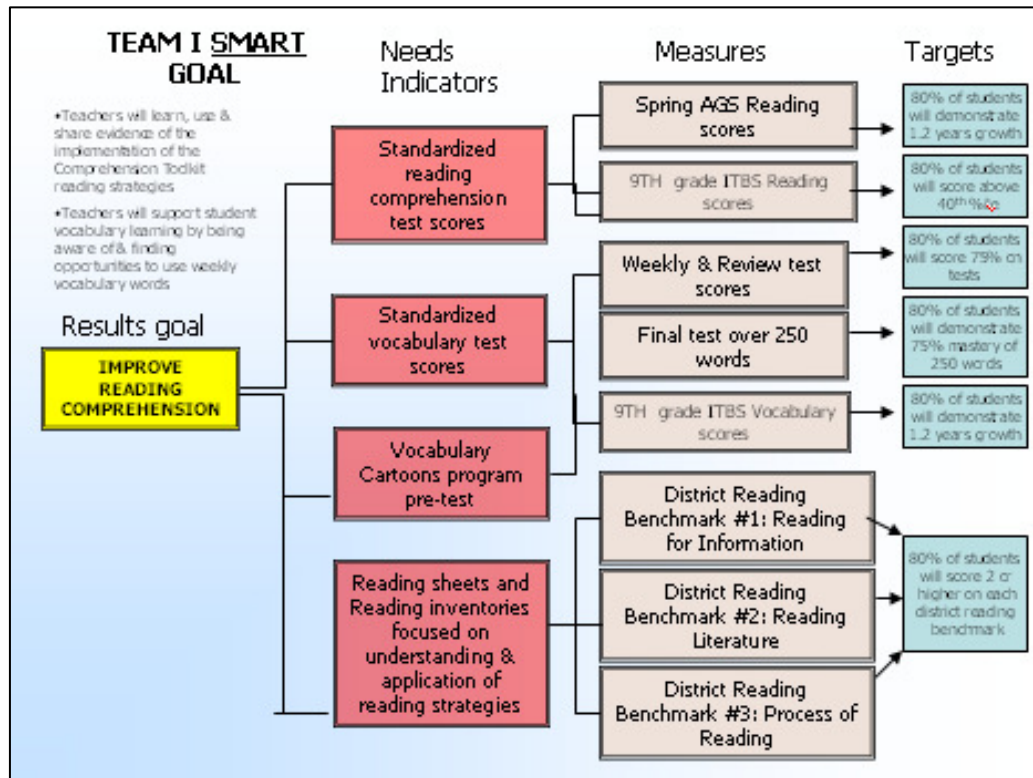 TEAM I SMART
GOAL
•Teachers will learn, use &
share evidence of the
implementation of the
Comprehension Toolkit
reading strategies
•Teachers will support student
vocabulary learning by being
aware of & finding
opportunities to use weekly
vocabulary words
Results goal
IMPROVE
READING
COMPREHENSION
Needs
Indicators
Standardized
reading
comprehension
test scores
Standardized
vocabulary test
scores
Vocabulary
Cartoons program
pre-test
Reading sheets and
Reading inventories
focused on
understanding &
application of
reading strategies
Measures
Spring AGS Reading
scores
9TH grade ITBS Reading
scores
Weekly & Review test
scores
Final test over 250
words
9TH grade ITBS Vocabulary
scores
District Reading
Benchmark #1: Reading
for Information
District Reading
Benchmark #2: Reading
Literature
District Reading
Benchmark #3: Process of
Reading
Targets
80% of students
will demonstrate
1.2 years growth
80% of students
will score above
40th %ile
80% of students
will score 75% on
tests
80% of students
will demonstrate
75% mastery of
250 words
80% of students
will demonstrate
1.2 years growth
80% of students
will score 2 or
higher on each
district reading
benchmark